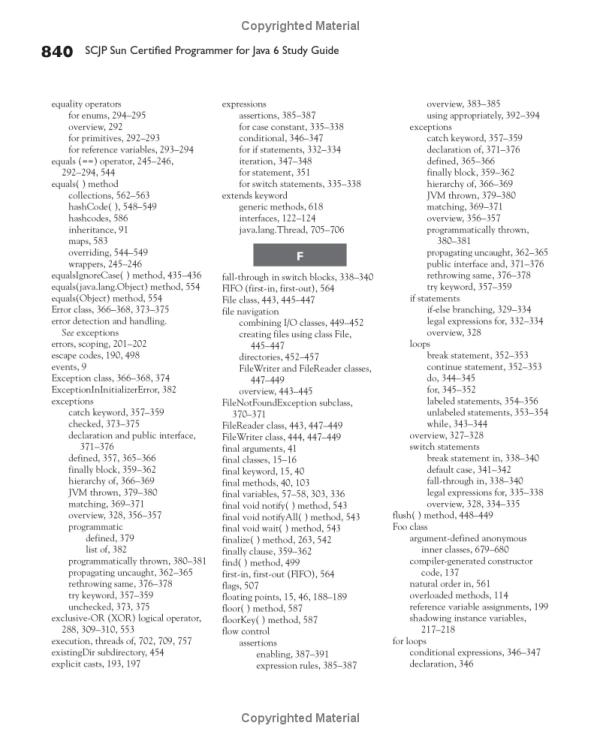 Copyrighted Material
840 SCJP Sun Certified Programmer for Java 6 Study Guide
equality operators
for enums, 294–295
overview, 292
for primitives, 292–293
for reference variables, 293–294
equals (==) operator, 245–246,
292–294, 544
equals( ) method
collections, 562–563
hashCode( ), 548–549
hashcodes, 586
inheritance, 91
maps, 583
overriding, 544–549
wrappers, 245–246
equalsIgnoreCase( ) method, 435–436
equals(java.lang.Object) method, 554
equals(Object) method, 554
Error class, 366–368, 373–375
error detection and handling.
See exceptions
errors, scoping, 201–202
escape codes, 190, 498
events, 9
Exception class, 366–368, 374
ExceptionInInitializerError, 382
exceptions
catch keyword, 357–359
checked, 373–375
declaration and public interface,
371–376
defined, 357, 365–366
finally block, 359–362
hierarchy of, 366–369
JVM thrown, 379–380
matching, 369–371
overview, 328, 356–357
programmatic
defined, 379
list of, 382
programmatically thrown, 380–381
propagating uncaught, 362–365
rethrowing same, 376–378
try keyword, 357–359
unchecked, 373, 375
exclusive-OR (XOR) logical operator,
288, 309–310, 553
execution, threads of, 702, 709, 757
existingDir subdirectory, 454
explicit casts, 193, 197
expressions
assertions, 385–387
for case constant, 335–338
conditional, 346–347
for if statements, 332–334
iteration, 347–348
for statement, 351
for switch statements, 335–338
extends keyword
generic methods, 618
interfaces, 122–124
java.lang.Thread, 705–706
F
fall-through in switch blocks, 338–340
FIFO (first-in, first-out), 564
File class, 443, 445–447
file navigation
combining I/O classes, 449–452
creating files using class File,
445–447
directories, 452–457
FileWriter and FileReader classes,
447–449
overview, 443–445
FileNotFoundException subclass,
370–371
FileReader class, 443, 447–449
FileWriter class, 444, 447–449
final arguments, 41
final classes, 15–16
final keyword, 15, 40
final methods, 40, 103
final variables, 57–58, 303, 336
final void notify( ) method, 543
final void notifyAll( ) method, 543
final void wait( ) method, 543
finalize( ) method, 263, 542
finally clause, 359–362
find( ) method, 499
first-in, first-out (FIFO), 564
flags, 507
floating points, 15, 46, 188–189
floor( ) method, 587
floorKey( ) method, 587
flow control
assertions
enabling, 387–391
expression rules, 385–387
overview, 383–385
using appropriately, 392–394
exceptions
catch keyword, 357–359
declaration of, 371–376
defined, 365–366
finally block, 359–362
hierarchy of, 366–369
JVM thrown, 379–380
matching, 369–371
overview, 356–357
programmatically thrown,
380–381
propagating uncaught, 362–365
public interface and, 371–376
rethrowing same, 376–378
try keyword, 357–359
if statements
if-else branching, 329–334
legal expressions for, 332–334
overview, 328
loops
break statement, 352–353
continue statement, 352–353
do, 344–345
for, 345–352
labeled statements, 354–356
unlabeled statements, 353–354
while, 343–344
overview, 327–328
switch statements
break statement in, 338–340
default case, 341–342
fall-through in, 338–340
legal expressions for, 335–338
overview, 328, 334–335
flush( ) method, 448–449
Foo class
argument-defined anonymous
inner classes, 679–680
compiler-generated constructor
code, 137
natural order in, 561
overloaded methods, 114
reference variable assignments, 199
shadowing instance variables,
217–218
for loops
conditional expressions, 346–347
declaration, 346
Copyrighted Material